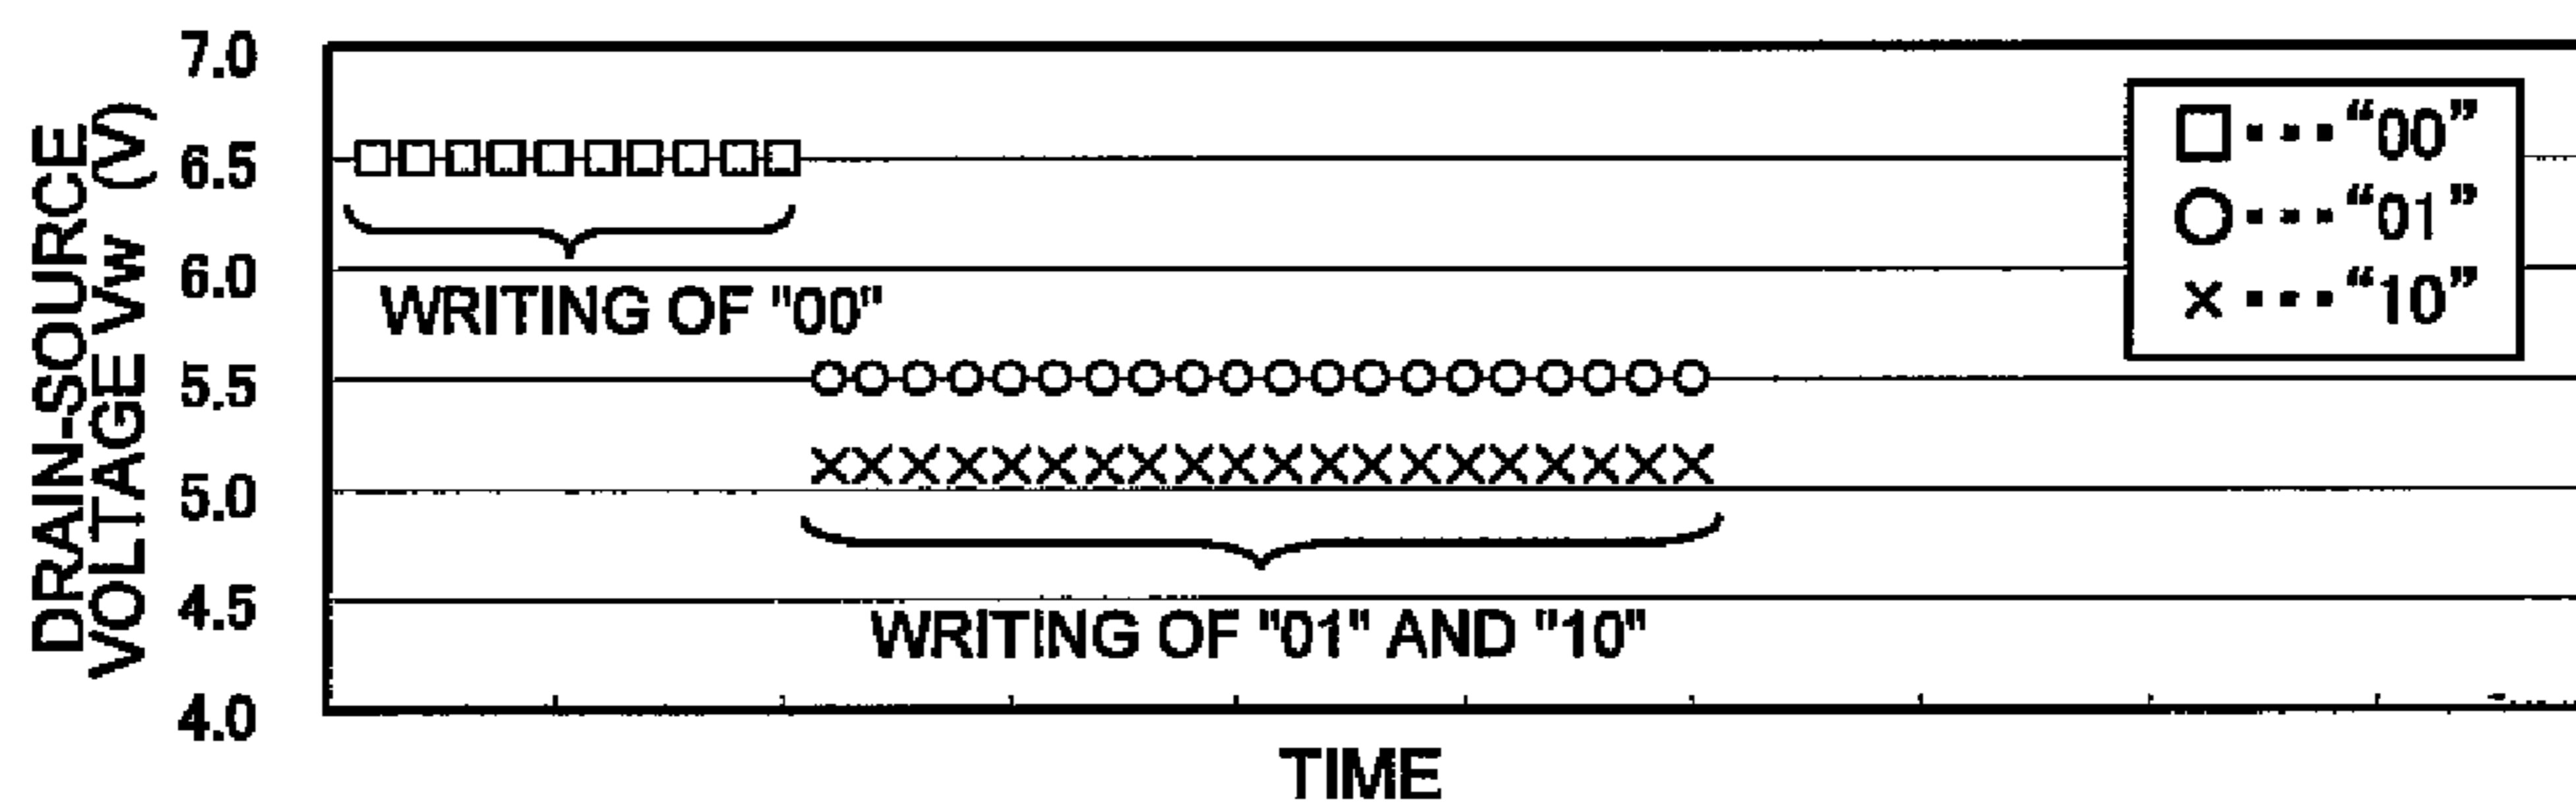 DRAIN-SOURCE
VOLTAGE Vw (V)
7.0
6.5
6.0
5.5
5.0
4.5
4.0
□ ··· “00”
○ ··· “01”
× ··· “10”
WRITING OF "00"
WRITING OF "01" AND "10"
TIME